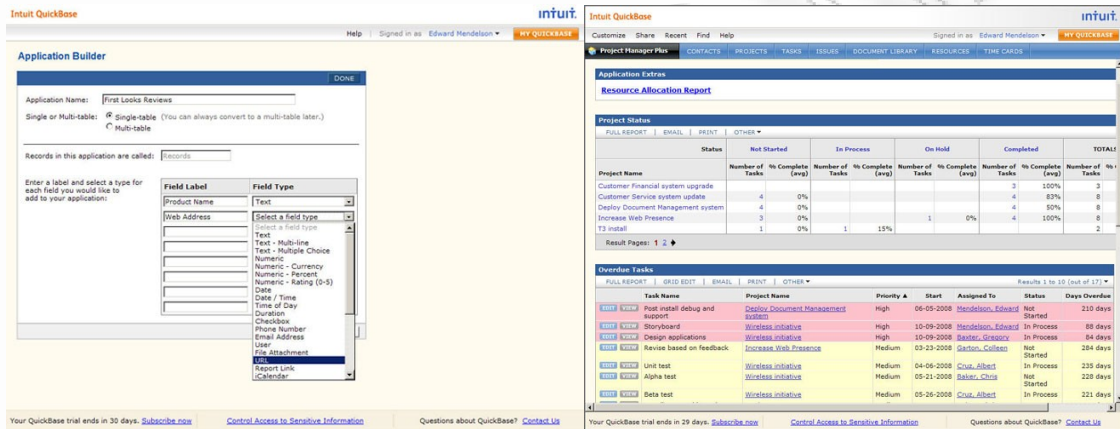 Intuit QuickBase
intuit.
Help | Signed in as Edward Mendelson
MY QUICKBASE
Application Builder
DONE
Application Name: First Looks Reviews
Single or Multi-table: Single-table (You can always convert to a multi-table later.)
Multi-table
Records in this application are called: Records
Enter a label and select a type for
each field you would like to
add to your application:
Field Label Field Type
Product Name Text
Web Address Select a field type
Select a field type
Text
Text - Multi-line
Text - Multiple Choice
Numeric
Numeric - Currency
Numeric - Percent
Numeric - Rating (0-5)
Date
Date / Time
Time of Day
Duration
Checkbox
Phone Number
Email Address
User
File Attachment
URL
Report Link
iCalendar
Your QuickBase trial ends in 30 days. Subscribe now Control Access to Sensitive Information Questions about QuickBase? Contact Us
Intuit QuickBase
intuit.
Customize Share Recent Find Help Signed in as Edward Mendelson MY QUICKBASE
Project Manager Plus CONTACTS PROJECTS TASKS ISSUES DOCUMENT LIBRARY RESOURCES TIME CARDS
Application Extras
Resource Allocation Report
Project Status
FULL REPORT | EMAIL | PRINT | OTHER
Status Not Started In Process On Hold Completed TOTALS
Project Name Number of Tasks % Complete (avg) Number of Tasks % Complete (avg) Number of Tasks % Complete (avg) Number of Tasks % Complete (avg) Number of Tasks
Customer Financial system upgrade 3 100% 3
Customer Service system update 4 0% 4 83% 8
Deploy Document Management system 4 0% 4 50% 8
Increase Web Presence 3 0% 1 0% 4 100% 8
T3 install 1 0% 1 15% 2
Result Pages: 1 2
Overdue Tasks
FULL REPORT | GRID EDIT | EMAIL | PRINT | OTHER Results 1 to 10 (out of 17)
Task Name Project Name Priority Start Assigned To Status Days Overdue
EDIT VIEW Post install debug and support Deploy Document Management system High 06-05-2008 Mendelson, Edward Not Started 210 days
EDIT VIEW Storyboard Wireless initiative High 10-09-2008 Mendelson, Edward In Process 88 days
EDIT VIEW Design applications Wireless initiative High 10-09-2008 Baxter, Gregory In Process 84 days
EDIT VIEW Revise based on feedback Increase Web Presence Medium 03-23-2008 Garton, Colleen Not Started 284 days
EDIT VIEW Unit test Wireless initiative Medium 04-06-2008 Cruz, Albert In Process 235 days
EDIT VIEW Alpha test Wireless initiative Medium 05-21-2008 Baker, Chris Not Started 228 days
EDIT VIEW Beta test Wireless initiative Medium 05-26-2008 Cruz, Albert In Process 221 days
Your QuickBase trial ends in 29 days. Subscribe now Control Access to Sensitive Information Questions about QuickBase? Contact Us